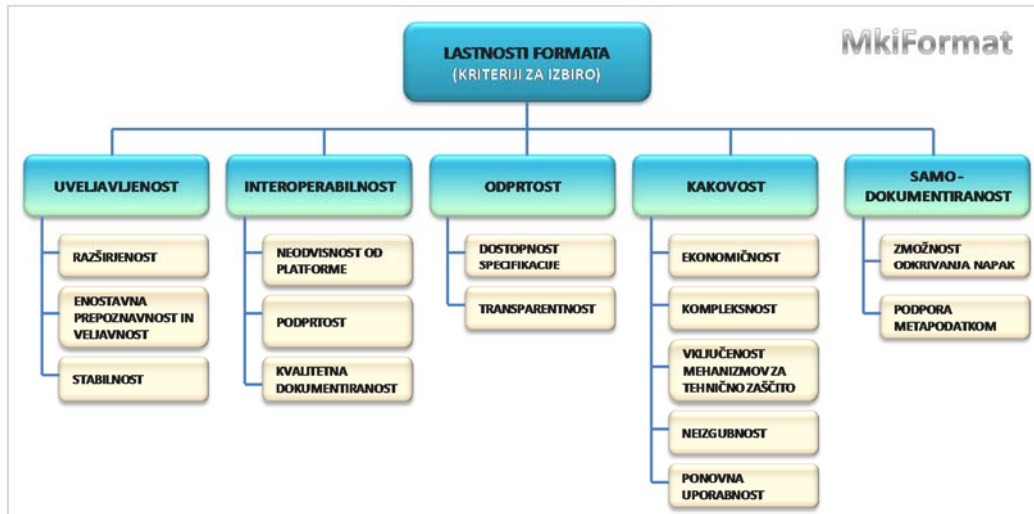 MkiFormat
LASTNOSTI FORMATA
(KRITERIJI ZA IZBIRO)
UVELJAVLJENOST
RAZŠIRJENOST
ENOSTAVNA
PREPOZNAVNOST IN
VELJAVNOST
STABILNOST
INTEROPERABILNOST
NEODVISNOST OD
PLATFORME
PODPRTOST
KVALITETNA
DOKUMENTIRANOST
ODPRTOST
DOSTOPNOST
SPECIFIKACIJE
TRANSPARENTNOST
KAKOVOST
EKONOMIČNOST
KOMPLEKSNOST
VKLJUČENOST
MEHANIZMOV ZA
TEHNIČNO ZAŠČITO
NEIZGUBNOST
PONOVNA
UPORABNOST
SAMO-
DOKUMENTIRANOST
ZMOŽNOST
ODKRIVANJA NAPAK
PODPORA
METAPODATKOM